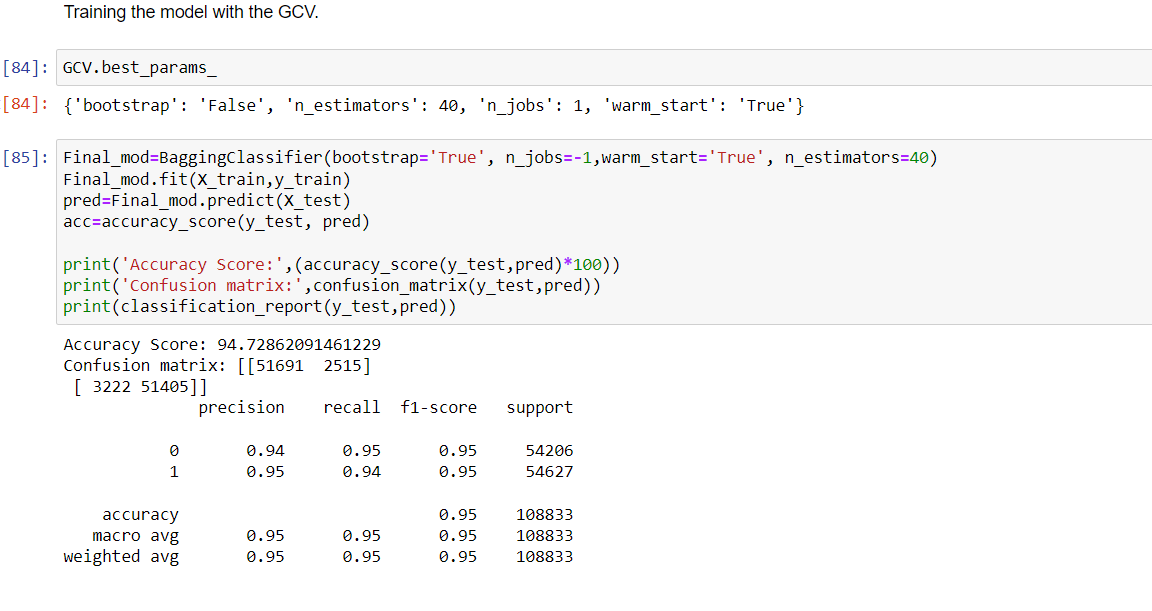 Training the model with the GCV.
[84]: GCV.best_params_
[84]: {'bootstrap': 'False', 'n_estimators': 40, 'n_jobs': 1, 'warm_start': 'True'}
[85]: Final_mod=BaggingClassifier(bootstrap='True', n_jobs=-1,warm_start='True', n_estimators=40)
Final_mod.fit(X_train,y_train)
pred=Final_mod.predict(X_test)
acc=accuracy_score(y_test, pred)
print('Accuracy Score:',(accuracy_score(y_test,pred)*100))
print('Confusion matrix:',confusion_matrix(y_test,pred))
print(classification_report(y_test,pred))
Accuracy Score: 94.72862091461229
Confusion matrix: [[51691  2515]
[ 3222 51405]]
precision    recall  f1-score   support
0       0.94      0.95      0.95     54206
1       0.95      0.94      0.95     54627
accuracy                           0.95    108833
macro avg       0.95      0.95      0.95    108833
weighted avg       0.95      0.95      0.95    108833